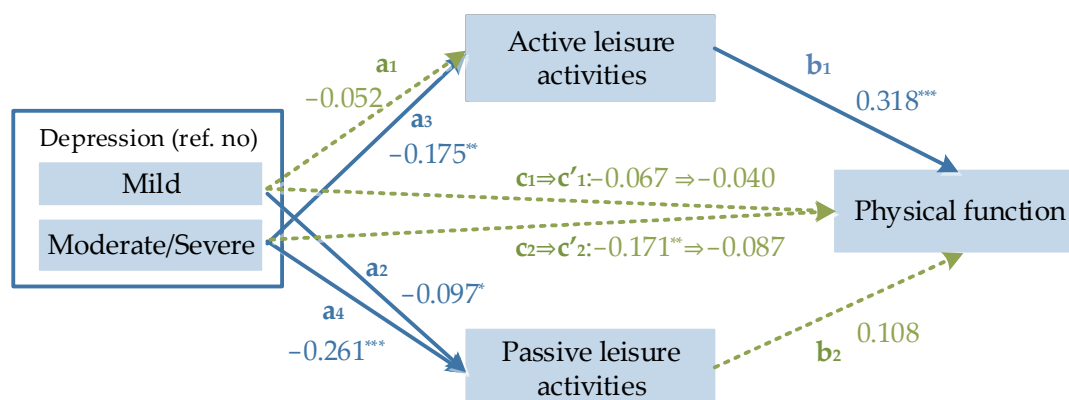 Active leisure
activities
a₁
−0.052
a₃
−0.175**
b₁
0.318***
Depression (ref. no)
Mild
Moderate/Severe
c₁⇒c′₁:−0.067 ⇒−0.040
c₂⇒c′₂:−0.171**⇒−0.087
Physical function
a₂
−0.097*
a₄
−0.261***
Passive leisure
activities
b₂
0.108